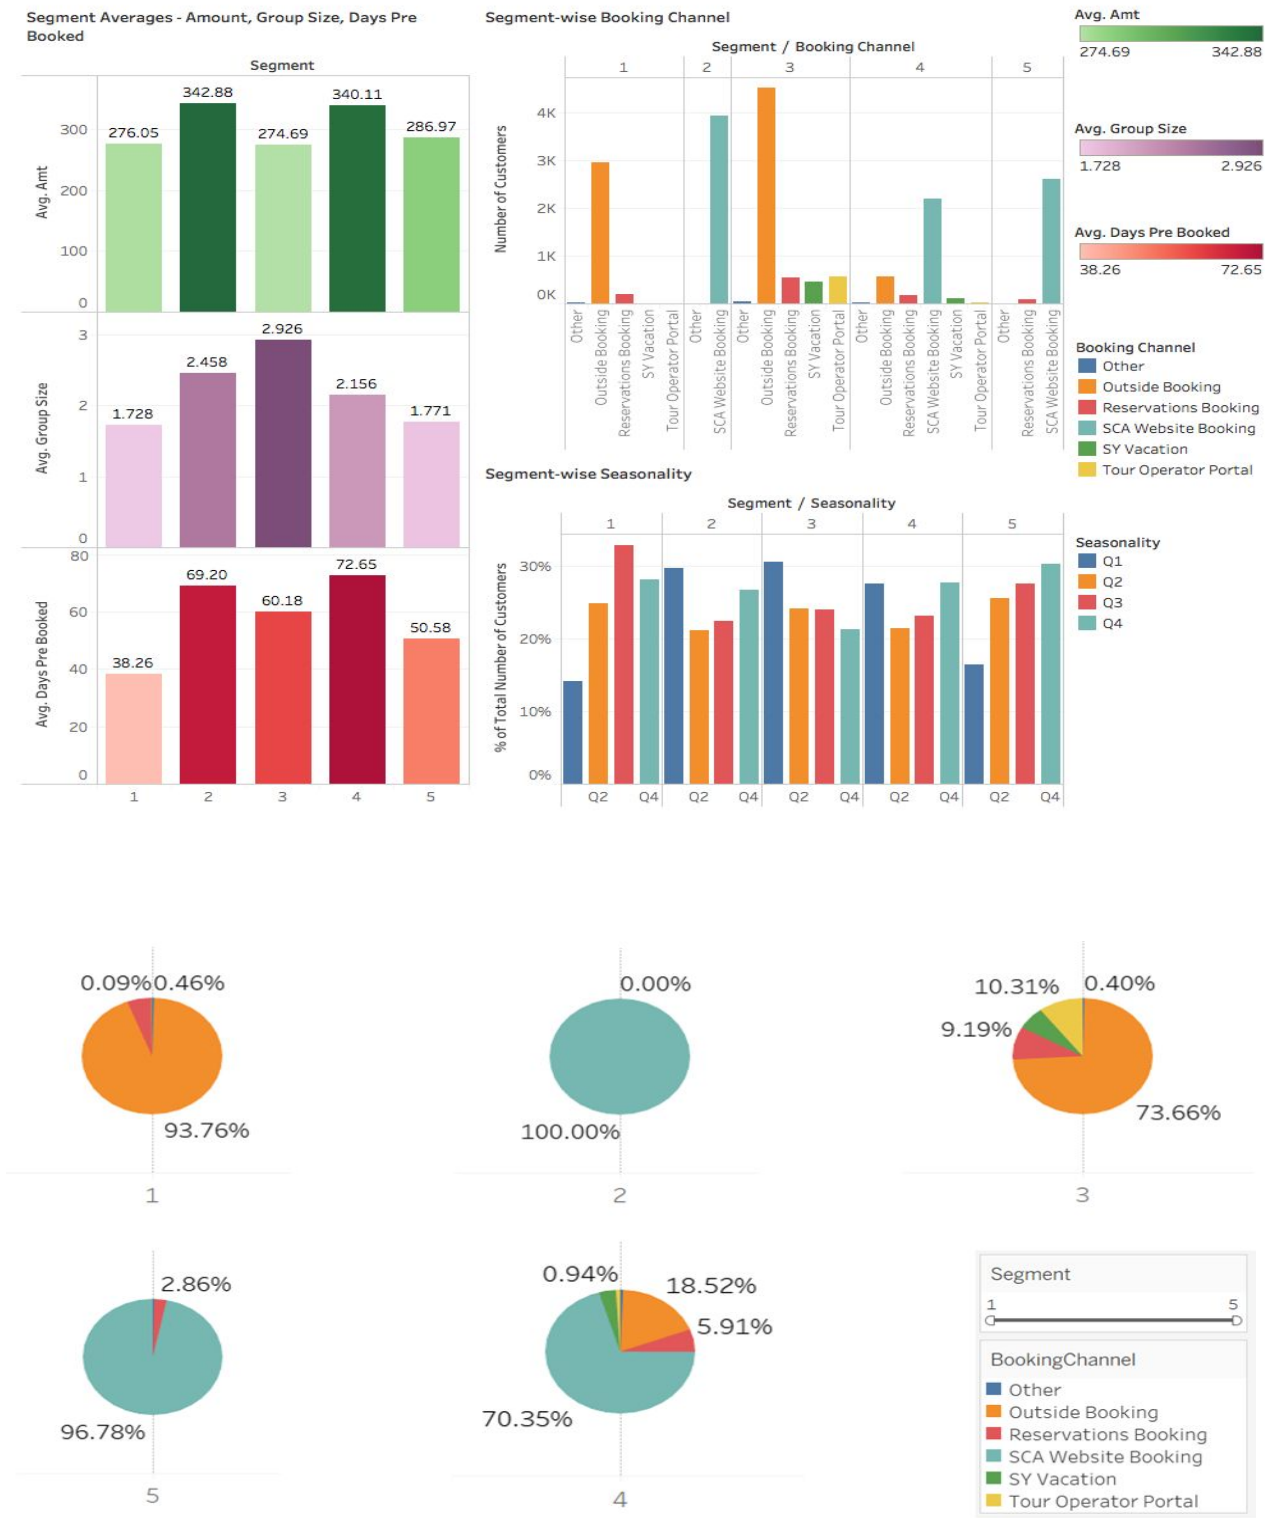 Segment Averages - Amount, Group Size, Days Pre
Booked
Segment
Avg. Amt
300
200
100
0
276.05
342.88
274.69
340.11
286.97
Avg. Group Size
3
2
1
0
1.728
2.458
2.926
2.156
1.771
Avg. Days Pre Booked
80
60
40
20
0
38.26
69.20
60.18
72.65
50.58
1 2 3 4 5
Segment-wise Booking Channel
Segment / Booking Channel
1 2 3 4 5
Number of Customers
4K
3K
2K
1K
0K
Other
Outside Booking
Reservations Booking
SY Vacation
Tour Operator Portal
Other
SCA Website Booking
Other
Outside Booking
Reservations Booking
SY Vacation
Tour Operator Portal
Other
Outside Booking
Reservations Booking
SCA Website Booking
SY Vacation
Tour Operator Portal
Other
Reservations Booking
SCA Website Booking
Segment-wise Seasonality
Segment / Seasonality
1 2 3 4 5
% of Total Number of Customers
30%
20%
10%
0%
Q2 Q4 Q2 Q4 Q2 Q4 Q2 Q4 Q2 Q4
Avg. Amt
274.69 342.88
Avg. Group Size
1.728 2.926
Avg. Days Pre Booked
38.26 72.65
Booking Channel
Other
Outside Booking
Reservations Booking
SCA Website Booking
SY Vacation
Tour Operator Portal
Seasonality
Q1
Q2
Q3
Q4
0.09% 0.46%
93.76%
1
0.00%
100.00%
2
10.31% 0.40%
9.19%
73.66%
3
2.86%
96.78%
5
0.94% 18.52%
5.91%
70.35%
4
Segment
1 5
BookingChannel
Other
Outside Booking
Reservations Booking
SCA Website Booking
SY Vacation
Tour Operator Portal